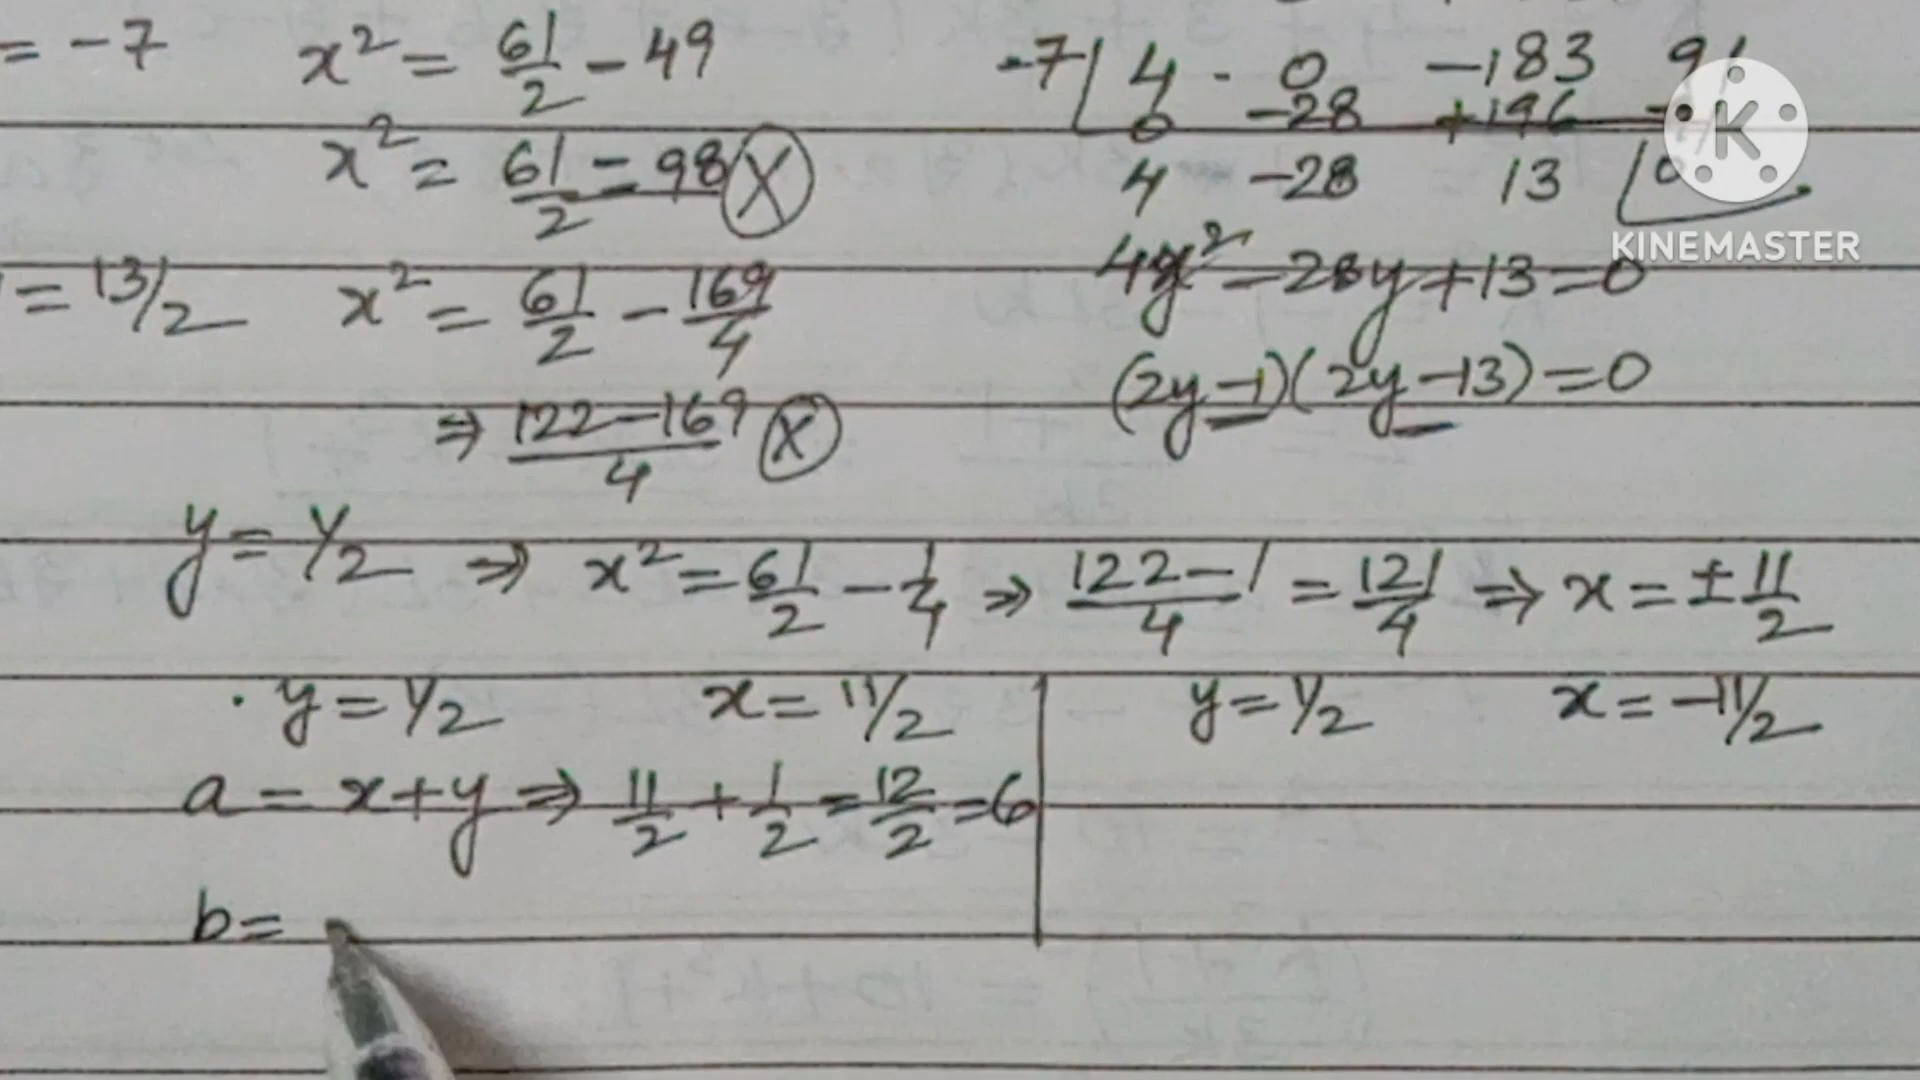 = -7 x² = 61/2 - 49 -7 | 4 - 0 -183 91
0 -28 +196
x² = (61 - 98)/2 (X) 4 -28 13 | 0
KINEMASTER
= 13/2 x² = 61/2 - 169/4 4y² - 28y + 13 = 0
⇒ (122 - 169)/4 (X) (2y - 1)(2y - 13) = 0
y = 1/2 ⇒ x² = 61/2 - 1/4 ⇒ (122 - 1)/4 = 121/4 ⇒ x = ± 11/2
· y = 1/2 x = 11/2 | y = 1/2 x = -11/2
a = x + y ⇒ 11/2 + 1/2 = 12/2 = 6
b =